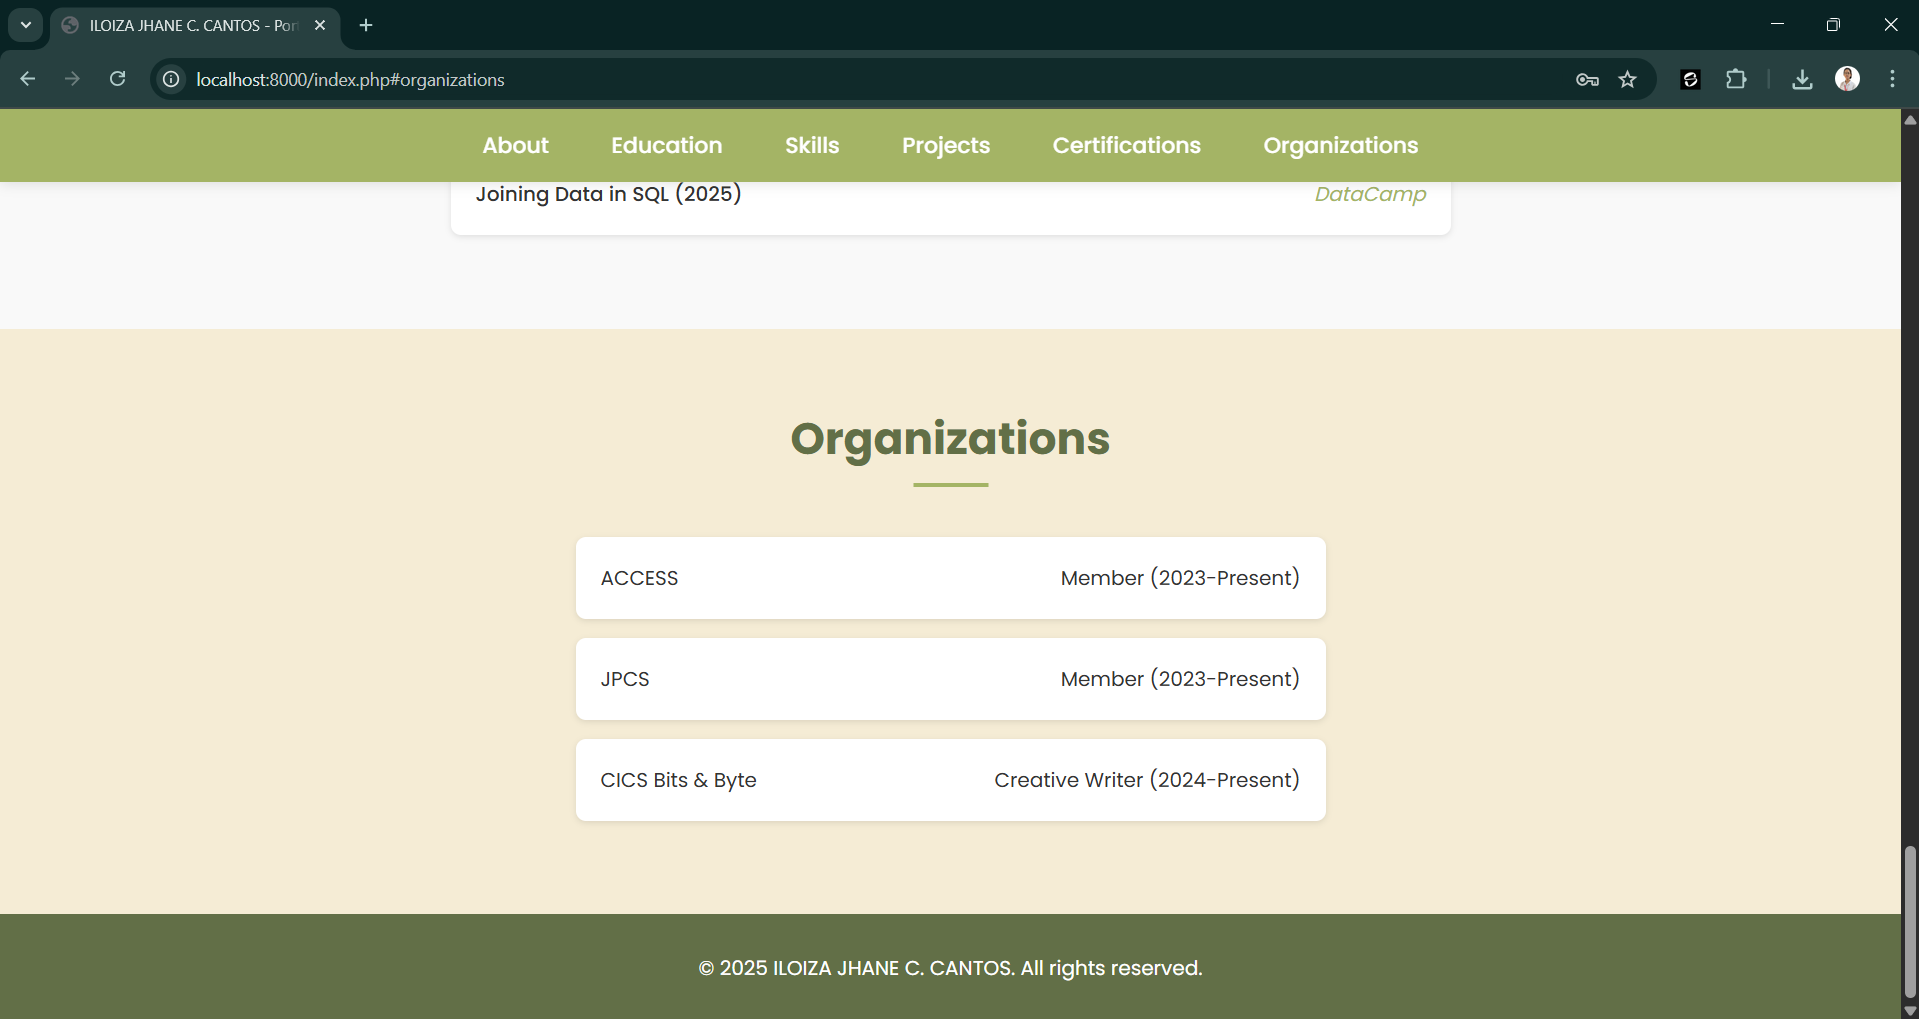 ILOIZA JHANE C. CANTOS - Por
localhost:8000/index.php#organizations
About Education Skills Projects Certifications Organizations
Joining Data in SQL (2025) DataCamp
Organizations
ACCESS Member (2023-Present)
JPCS Member (2023-Present)
CICS Bits & Byte Creative Writer (2024-Present)
© 2025 ILOIZA JHANE C. CANTOS. All rights reserved.